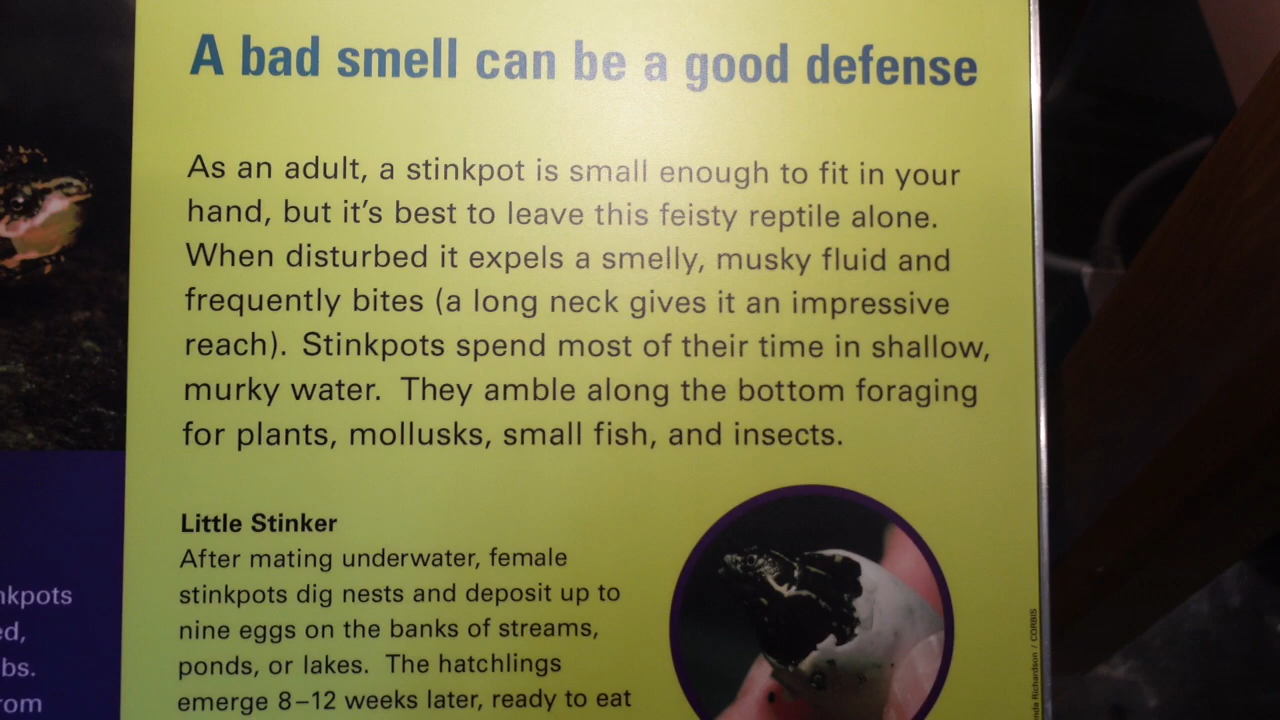 A bad smell can be a good defense
As an adult, a stinkpot is small enough to fit in your
hand, but it's best to leave this feisty reptile alone.
When disturbed it expels a smelly, musky fluid and
frequently bites (a long neck gives it an impressive
reach). Stinkpots spend most of their time in shallow,
murky water. They amble along the bottom foraging
for plants, mollusks, small fish, and insects.
Little Stinker
After mating underwater, female
stinkpots dig nests and deposit up to
nine eggs on the banks of streams,
ponds, or lakes. The hatchlings
emerge 8–12 weeks later, ready to eat
Richardson / CORBIS